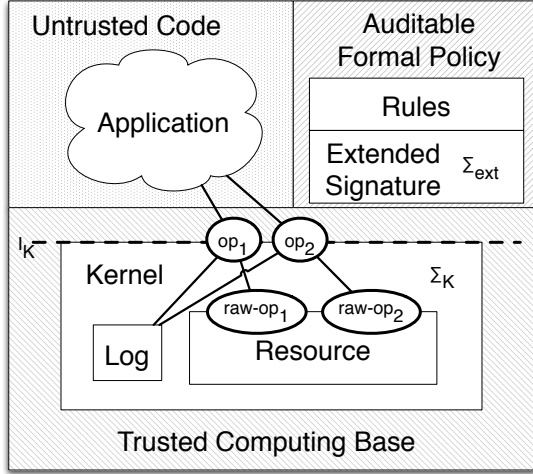 Untrusted Code
Auditable
Formal Policy
Application
Rules
Extended
Signature
Σext
IK
op1
op2
Kernel
ΣK
raw-op1
raw-op2
Log
Resource
Trusted Computing Base